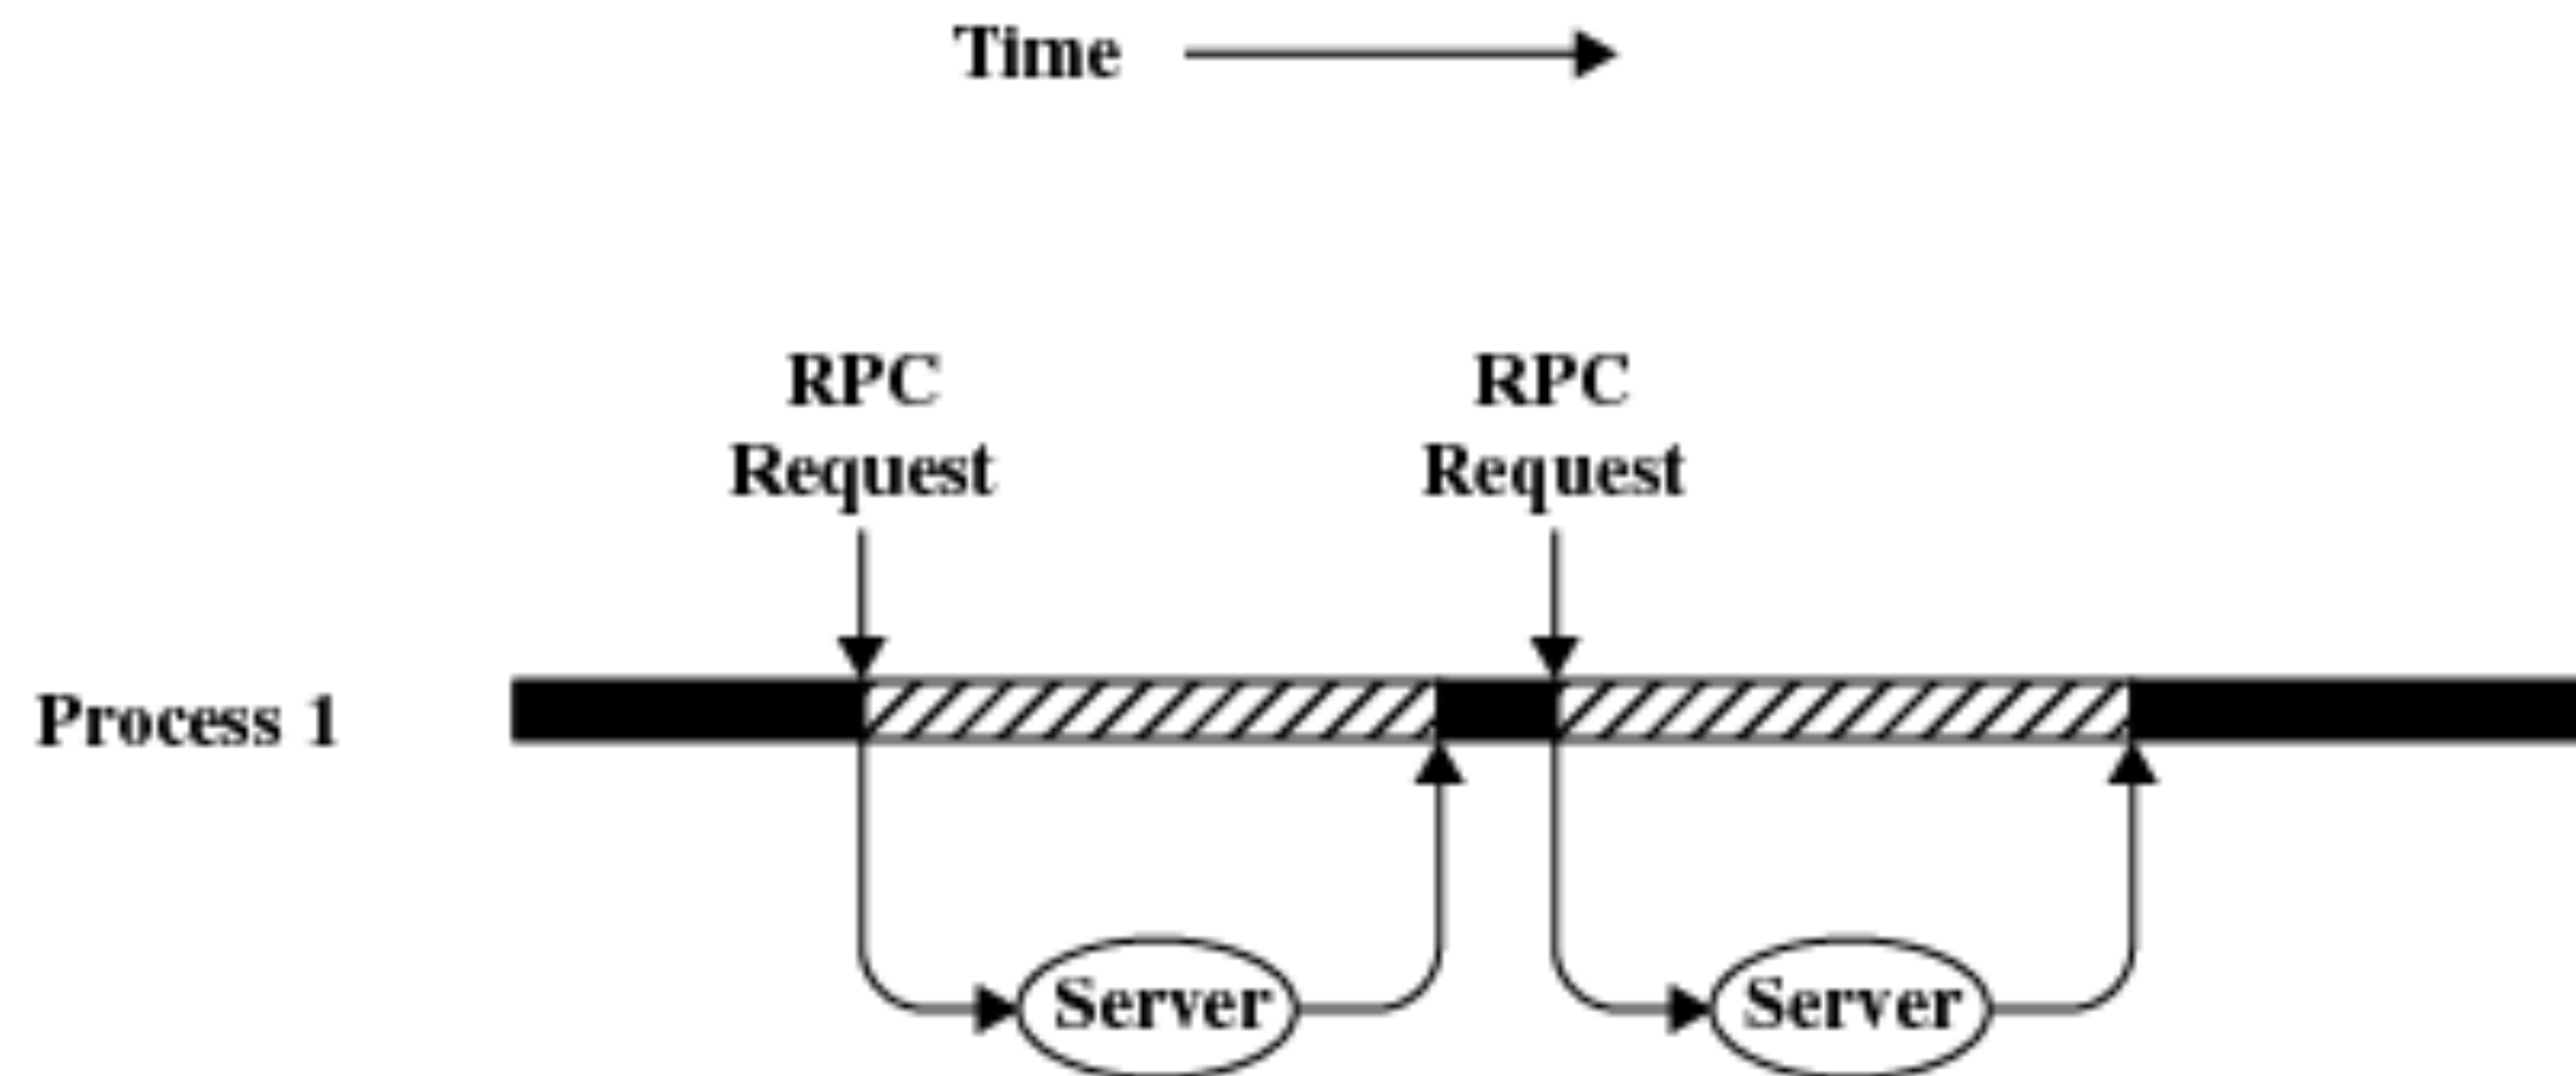 Time
RPC
Request
RPC
Request
Process 1
Server
Server